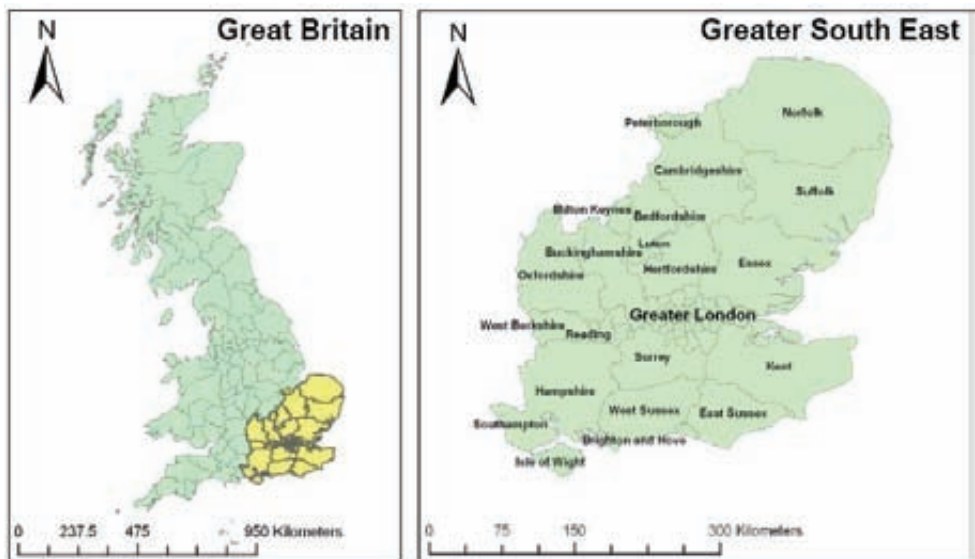 Great Britain
N
0 237.5 475 950 Kilometers
Greater South East
N
Norfolk
Peterborough
Cambridgeshire
Suffolk
Milton Keynes
Bedfordshire
Luton
Buckinghamshire
Essex
Oxfordshire
Hertfordshire
Greater London
West Berkshire
Reading
Surrey
Kent
Hampshire
West Sussex
East Sussex
Southampton
Brighton and Hove
Isle of Wight
0 75 150 300 Kilometers